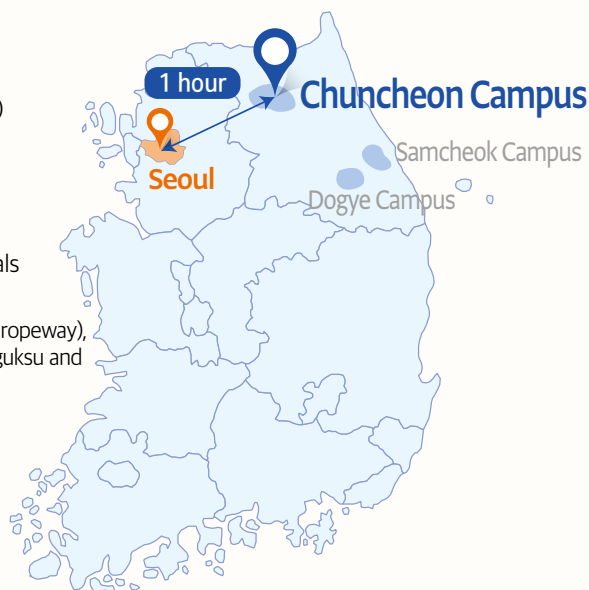 1 hour
Chuncheon Campus
)
Samcheok Campus
Seoul
Dogye Campus
als
ropeway),
guksu and